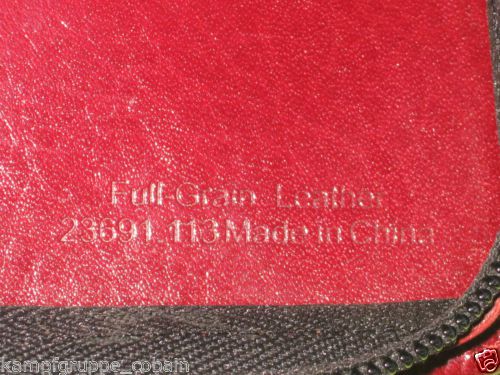 Full-Grain Leather
23691 113 Made in China
kampfgruppe_cobain